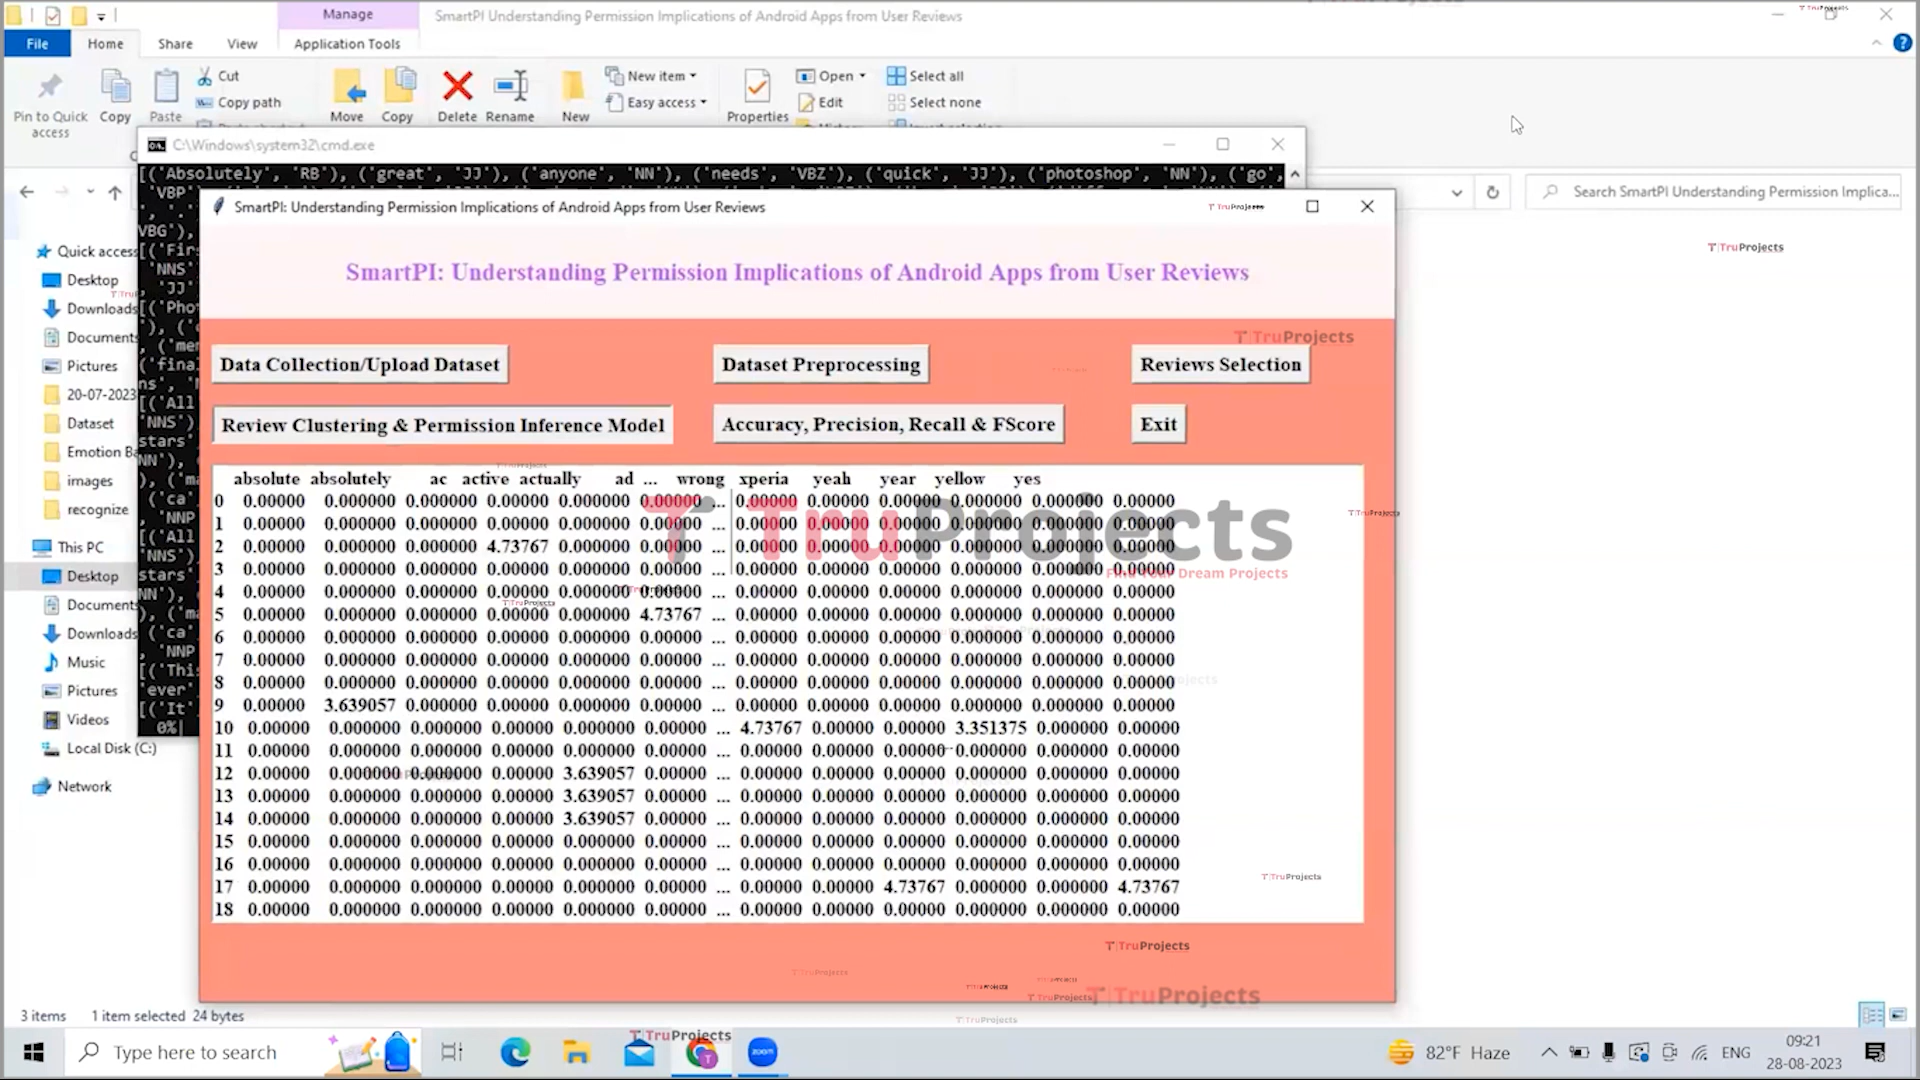 Manage
SmartPI Understanding Permission Implications of Android Apps from User Reviews
File Home Share View Application Tools
Pin to Quick access
Copy
Paste
Cut
Copy path
Move
Copy
Delete
Rename
New
New item
Easy access
Properties
Open
Edit
Select all
Select none
C:\Windows\system32\cmd.exe
[('Absolutely', 'RB'), ('great', 'JJ'), ('anyone', 'NN'), ('needs', 'VBZ'), ('quick', 'JJ'), ('photoshop', 'NN'), ('go',
Search SmartPI Understanding Permission Implica...
SmartPI: Understanding Permission Implications of Android Apps from User Reviews
TruProjects
TruProjects
SmartPI: Understanding Permission Implications of Android Apps from User Reviews
TruProjects
Data Collection/Upload Dataset
Dataset Preprocessing
Reviews Selection
Review Clustering & Permission Inference Model
Accuracy, Precision, Recall & FScore
Exit
absolute absolutely ac active actually ad ... wrong xperia yeah year yellow yes
0 0.00000 0.000000 0.000000 0.00000 0.000000 0.00000 ... 0.00000 0.00000 0.00000 0.000000 0.000000 0.00000
1 0.00000 0.000000 0.000000 0.00000 0.000000 0.00000 ... 0.00000 0.00000 0.00000 0.000000 0.000000 0.00000
2 0.00000 0.000000 0.000000 4.73767 0.000000 0.00000 ... 0.00000 0.00000 0.00000 0.000000 0.000000 0.00000
3 0.00000 0.000000 0.000000 0.00000 0.000000 0.00000 ... 0.00000 0.00000 0.00000 0.000000 0.000000 0.00000
4 0.00000 0.000000 0.000000 0.00000 0.000000 0.00000 ... 0.00000 0.00000 0.00000 0.000000 0.000000 0.00000
5 0.00000 0.000000 0.000000 0.00000 0.000000 4.73767 ... 0.00000 0.00000 0.00000 0.000000 0.000000 0.00000
6 0.00000 0.000000 0.000000 0.00000 0.000000 0.00000 ... 0.00000 0.00000 0.00000 0.000000 0.000000 0.00000
7 0.00000 0.000000 0.000000 0.00000 0.000000 0.00000 ... 0.00000 0.00000 0.00000 0.000000 0.000000 0.00000
8 0.00000 0.000000 0.000000 0.00000 0.000000 0.00000 ... 0.00000 0.00000 0.00000 0.000000 0.000000 0.00000
9 0.00000 3.639057 0.000000 0.00000 0.000000 0.00000 ... 0.00000 0.00000 0.00000 0.000000 0.000000 0.00000
10 0.00000 0.000000 0.000000 0.00000 0.000000 0.00000 ... 4.73767 0.00000 0.00000 3.351375 0.000000 0.00000
11 0.00000 0.000000 0.000000 0.00000 0.000000 0.00000 ... 0.00000 0.00000 0.00000 0.000000 0.000000 0.00000
12 0.00000 0.000000 0.000000 0.00000 3.639057 0.00000 ... 0.00000 0.00000 0.00000 0.000000 0.000000 0.00000
13 0.00000 0.000000 0.000000 0.00000 3.639057 0.00000 ... 0.00000 0.00000 0.00000 0.000000 0.000000 0.00000
14 0.00000 0.000000 0.000000 0.00000 3.639057 0.00000 ... 0.00000 0.00000 0.00000 0.000000 0.000000 0.00000
15 0.00000 0.000000 0.000000 0.00000 0.000000 0.00000 ... 0.00000 0.00000 0.00000 0.000000 0.000000 0.00000
16 0.00000 0.000000 0.000000 0.00000 0.000000 0.00000 ... 0.00000 0.00000 0.00000 0.000000 0.000000 0.00000
17 0.00000 0.000000 0.000000 0.00000 0.000000 0.00000 ... 0.00000 0.00000 4.73767 0.000000 0.000000 4.73767
18 0.00000 0.000000 0.000000 0.00000 0.000000 0.00000 ... 0.00000 0.00000 0.00000 0.000000 0.000000 0.00000
TruProjects
Find Your Dream Projects
TruProjects
TruProjects
TruProjects
Quick access
Desktop
Downloads
Documents
Pictures
20-07-2023
Dataset
Emotion Ba
images
recognize
This PC
Desktop
Documents
Downloads
Music
Pictures
Videos
Local Disk (C:)
Network
0%
3 items 1 item selected 24 bytes
Type here to search
TruProjects
82°F Haze
ENG
09:21
28-08-2023